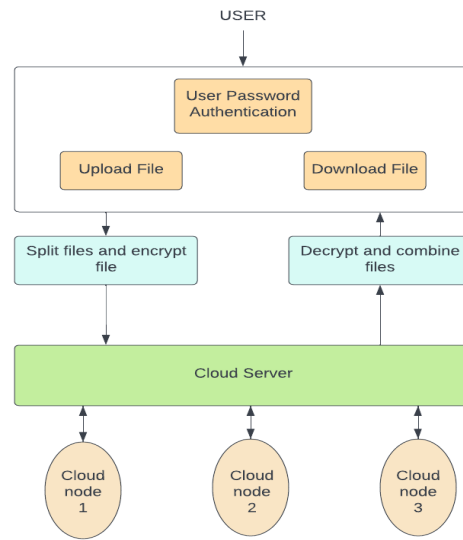 USER
User Password
Authentication
Upload File
Download File
Split files and encrypt
file
Decrypt and combine
files
Cloud Server
Cloud
node
1
Cloud
node
2
Cloud
node
3